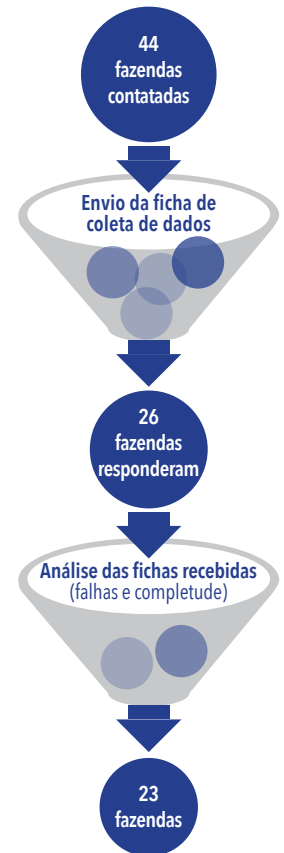 44
fazendas
contatadas
Envio da ficha de
coleta de dados
26
fazendas
responderam
Análise das fichas recebidas
(falhas e completude)
23
fazendas